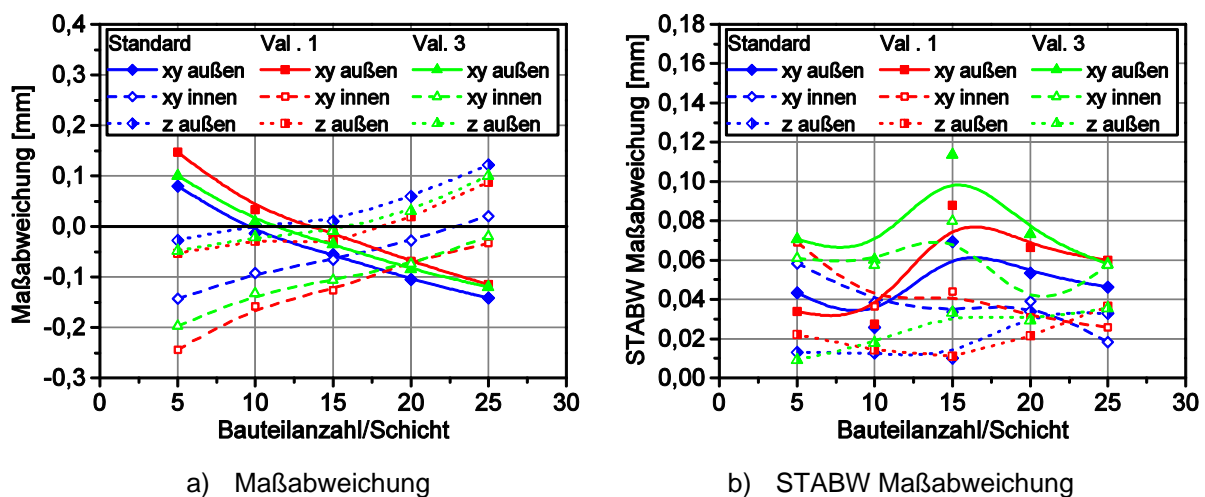 0,4
0,3
0,2
0,1
0,0
-0,1
-0,2
-0,3
Maßabweichung [mm]
Standard Val . 1 Val. 3
xy außen xy außen xy außen
xy innen xy innen xy innen
z außen z außen z außen
0 5 10 15 20 25 30
Bauteilanzahl/Schicht
a) Maßabweichung
0,18
0,16
0,14
0,12
0,10
0,08
0,06
0,04
0,02
0,00
STABW Maßabweichung [mm]
Standard Val . 1 Val. 3
xy außen xy außen xy außen
xy innen xy innen xy innen
z außen z außen z außen
0 5 10 15 20 25 30
Bauteilanzahl/Schicht
b) STABW Maßabweichung